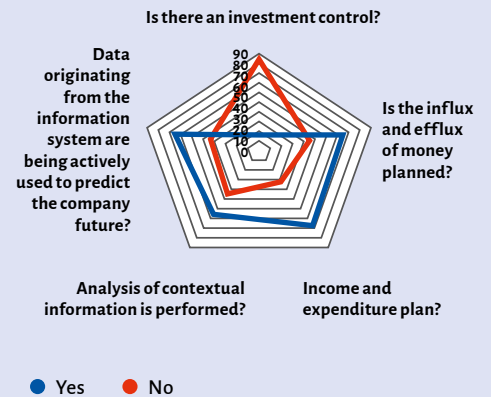 Is there an investment control?
Data
originating
from the
information
system are
being actively
used to predict
the company
future?
90
80
70
60
50
40
30
20
10
0
Is the influx
and efflux
of money
planned?
Analysis of contextual
information is performed?
Income and
expenditure plan?
Yes
No